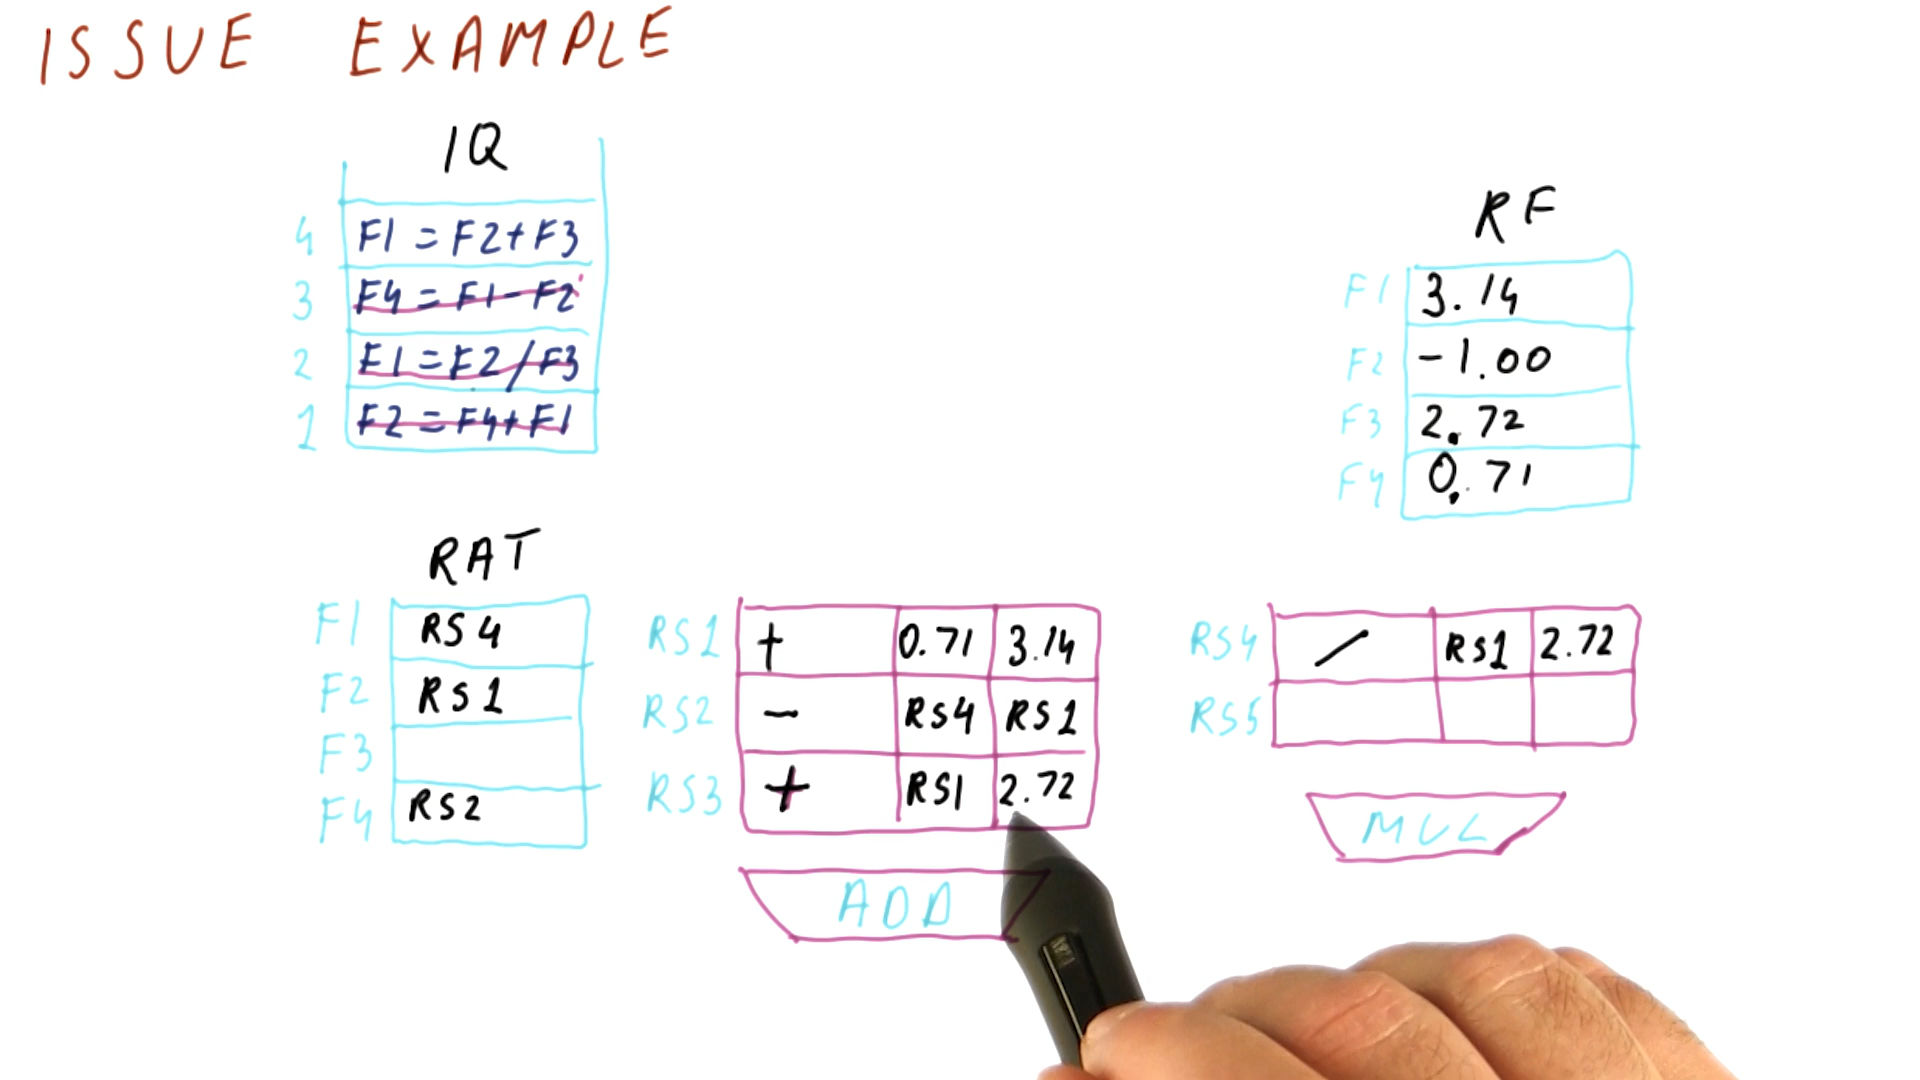 ISSUE EXAMPLE
IQ
4 F1 = F2 + F3
3 F4 = F1 - F2
2 F1 = F2 / F3
1 F2 = F4 + F1
RF
F1 3.14
F2 -1.00
F3 2.72
F4 0.71
RAT
F1 RS4
F2 RS1
F3
F4 RS2
RS1 + 0.71 3.14
RS2 - RS4 RS1
RS3 + RS1 2.72
ADD
RS4 / RS1 2.72
RS5
MUL